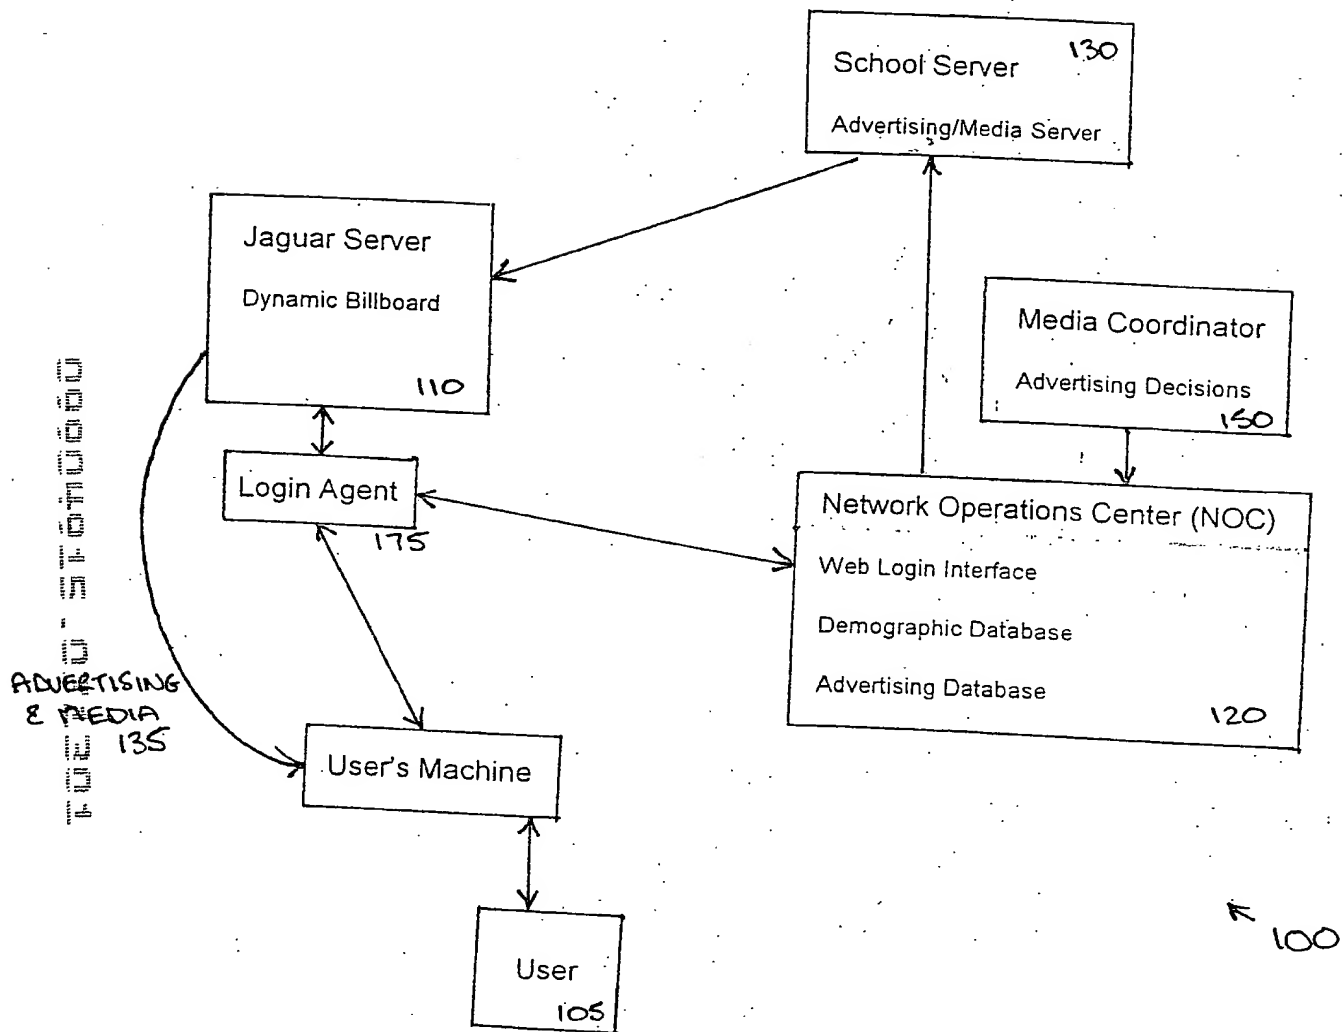 130
School Server
Advertising/Media Server
Jaguar Server
Dynamic Billboard
110
Media Coordinator
Advertising Decisions
150
Login Agent
175
Network Operations Center (NOC)
Web Login Interface
Demographic Database
Advertising Database
120
ADVERTISING
& MEDIA
135
User's Machine
User
105
100